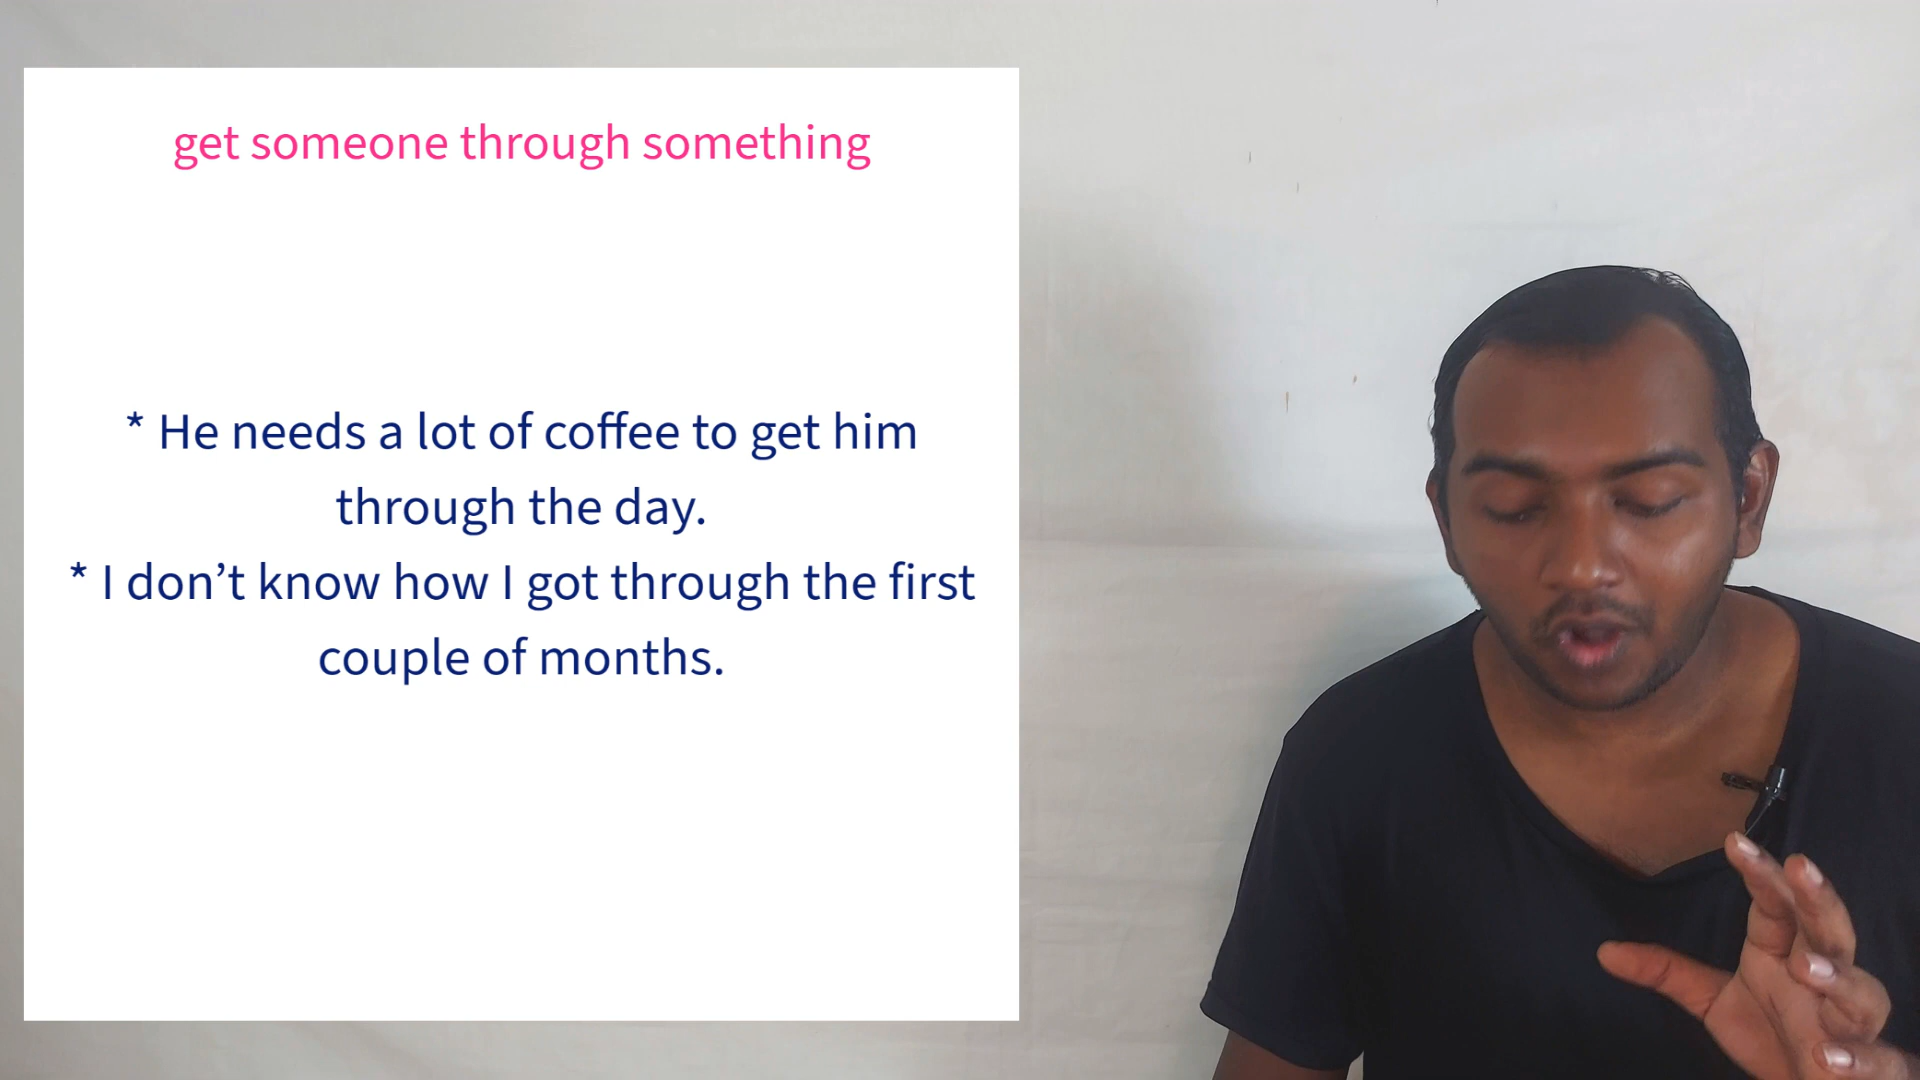 get someone through something
* He needs a lot of coffee to get him
through the day.
* I don’t know how I got through the first
couple of months.